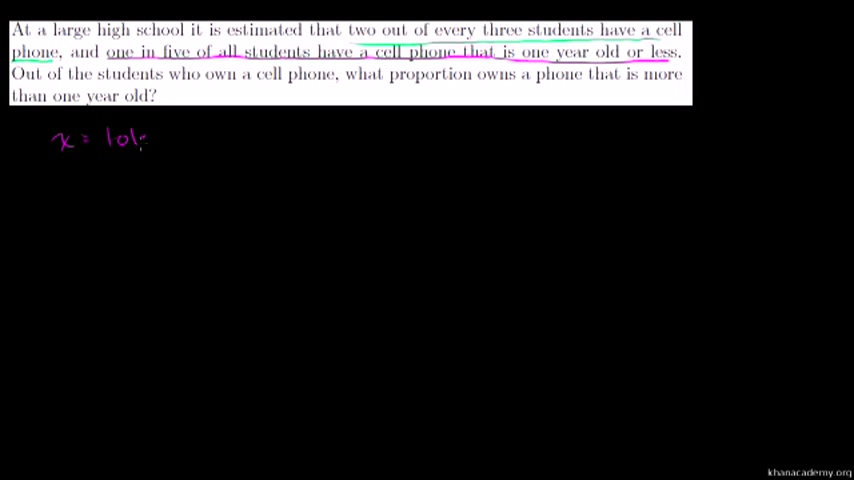 At a large high school it is estimated that two out of every three students have a cell
phone, and one in five of all students have a cell phone that is one year old or less.
Out of the students who own a cell phone, what proportion owns a phone that is more
than one year old?
x =
khanacademy.org